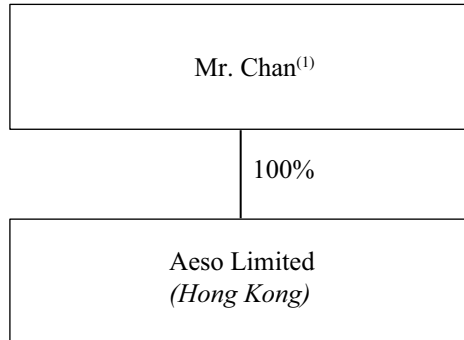 Mr. Chan(1)
100%
Aeso Limited
(Hong Kong)